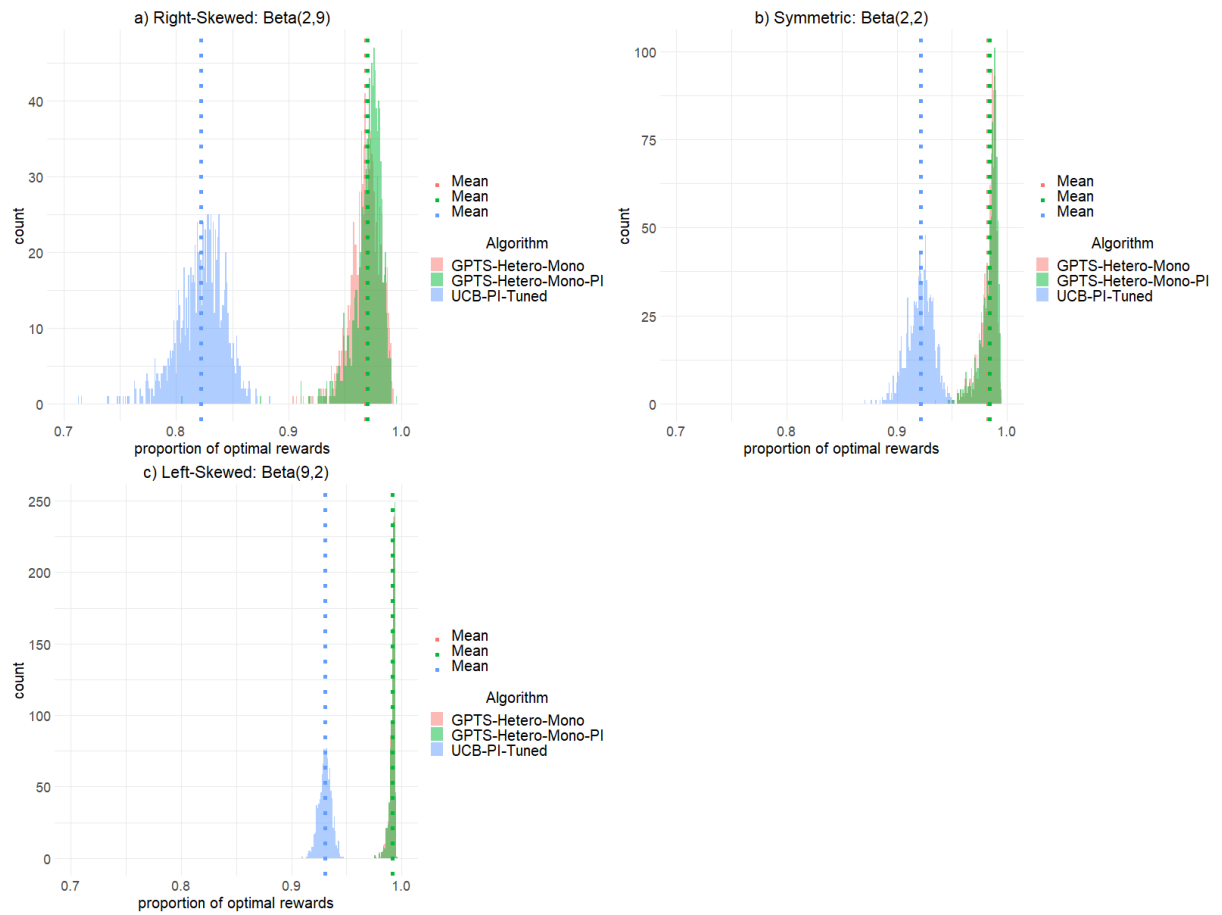 a) Right-Skewed: Beta(2,9)
count
40
30
20
10
0
0.7
0.8
0.9
1.0
proportion of optimal rewards
Mean
Mean
Mean
Algorithm
GPTS-Hetero-Mono
GPTS-Hetero-Mono-PI
UCB-PI-Tuned
b) Symmetric: Beta(2,2)
count
100
75
50
25
0
0.7
0.8
0.9
1.0
proportion of optimal rewards
Mean
Mean
Mean
Algorithm
GPTS-Hetero-Mono
GPTS-Hetero-Mono-PI
UCB-PI-Tuned
c) Left-Skewed: Beta(9,2)
count
250
200
150
100
50
0
0.7
0.8
0.9
1.0
proportion of optimal rewards
Mean
Mean
Mean
Algorithm
GPTS-Hetero-Mono
GPTS-Hetero-Mono-PI
UCB-PI-Tuned